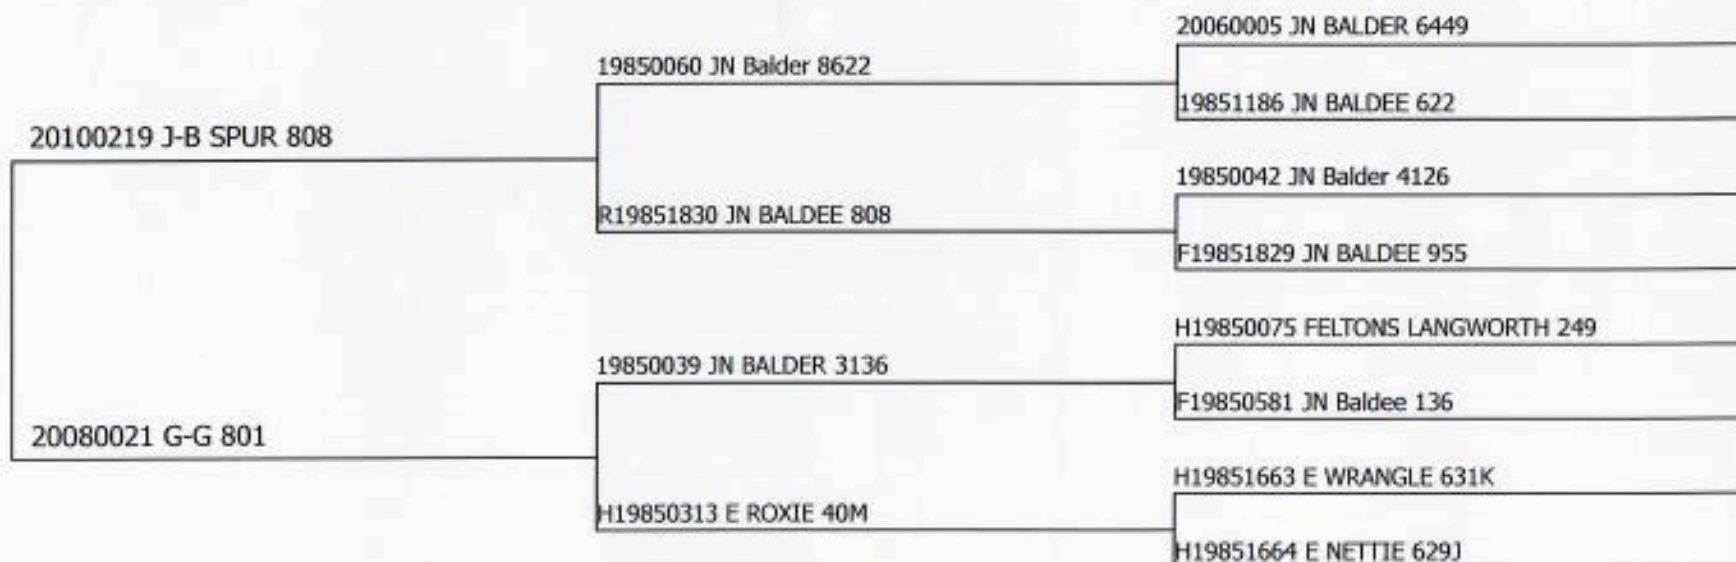 20060005 JN BALDER 6449
19850060 JN Balder 8622
19851186 JN BALDEE 622
20100219 J-B SPUR 808
19850042 JN Balder 4126
R19851830 JN BALDEE 808
F19851829 JN BALDEE 955
H19850075 FELTONS LANGWORTH 249
19850039 JN BALDER 3136
F19850581 JN Baldee 136
20080021 G-G 801
H19851663 E WRANGLE 631K
H19850313 E ROXIE 40M
H19851664 E NETTIE 629J